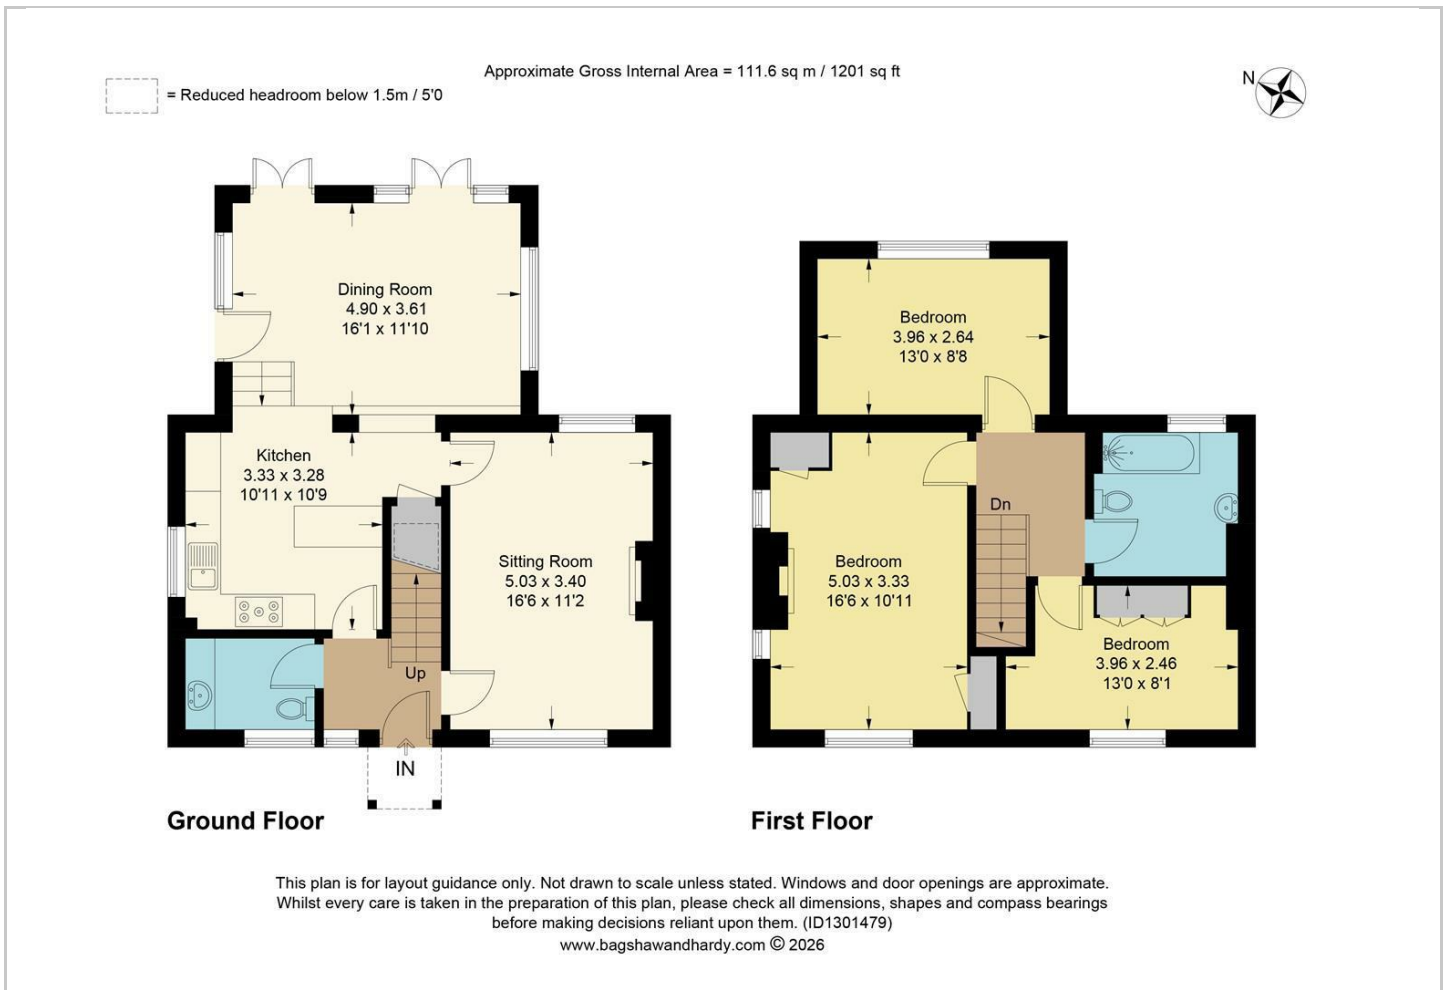 Approximate Gross Internal Area = 111.6 sq m / 1201 sq ft
= Reduced headroom below 1.5m / 5'0
N
Dining Room
4.90 x 3.61
16'1 x 11'10
Kitchen
3.33 x 3.28
10'11 x 10'9
Sitting Room
5.03 x 3.40
16'6 x 11'2
Up
IN
Ground Floor
Bedroom
3.96 x 2.64
13'0 x 8'8
Dn
Bedroom
5.03 x 3.33
16'6 x 10'11
Bedroom
3.96 x 2.46
13'0 x 8'1
First Floor
This plan is for layout guidance only. Not drawn to scale unless stated. Windows and door openings are approximate.
Whilst every care is taken in the preparation of this plan, please check all dimensions, shapes and compass bearings
before making decisions reliant upon them. (ID1301479)
www.bagshawandhardy.com © 2026